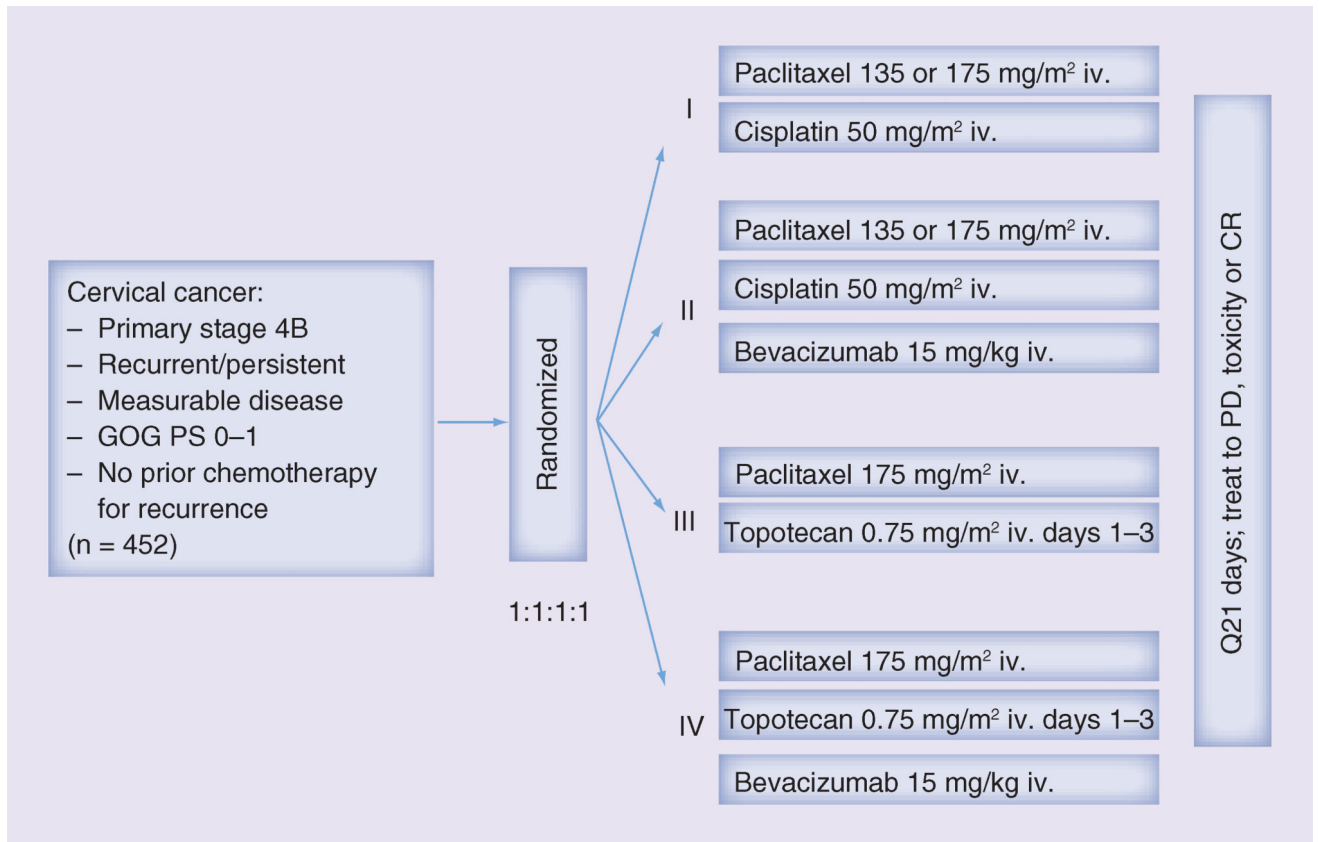 Cervical cancer:
– Primary stage 4B
– Recurrent/persistent
– Measurable disease
– GOG PS 0–1
– No prior chemotherapy
for recurrence
(n = 452)
Randomized
1:1:1:1
I
Paclitaxel 135 or 175 mg/m² iv.
Cisplatin 50 mg/m² iv.
II
Paclitaxel 135 or 175 mg/m² iv.
Cisplatin 50 mg/m² iv.
Bevacizumab 15 mg/kg iv.
III
Paclitaxel 175 mg/m² iv.
Topotecan 0.75 mg/m² iv. days 1–3
IV
Paclitaxel 175 mg/m² iv.
Topotecan 0.75 mg/m² iv. days 1–3
Bevacizumab 15 mg/kg iv.
Q21 days; treat to PD, toxicity or CR